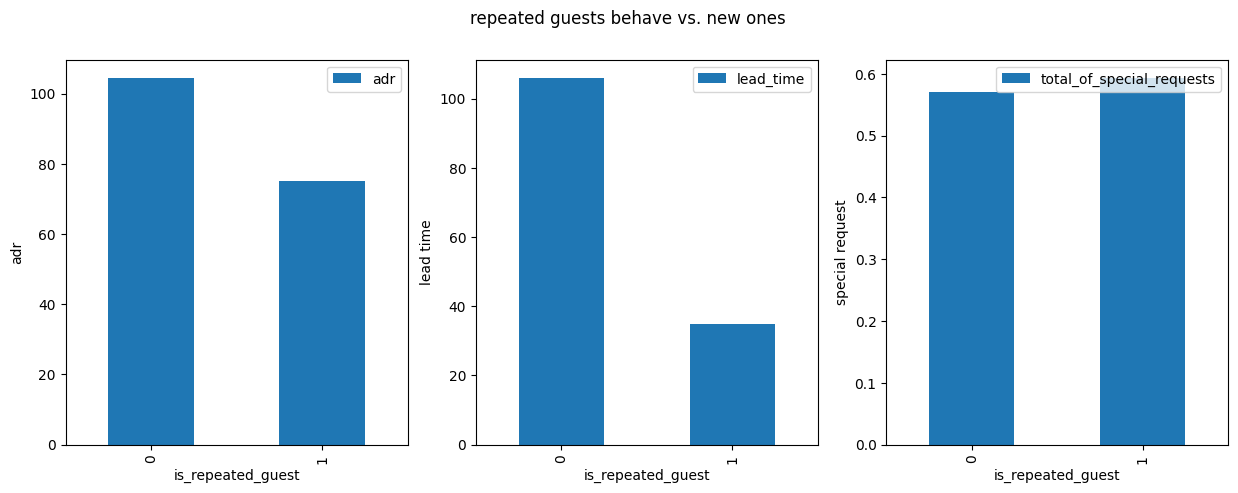 repeated guests behave vs. new ones
adr
100
80
60
40
20
0
adr
0
1
is_repeated_guest
lead_time
100
80
60
40
20
0
lead time
0
1
is_repeated_guest
total_of_special_requests
0.6
0.5
0.4
0.3
0.2
0.1
0.0
special request
0
1
is_repeated_guest